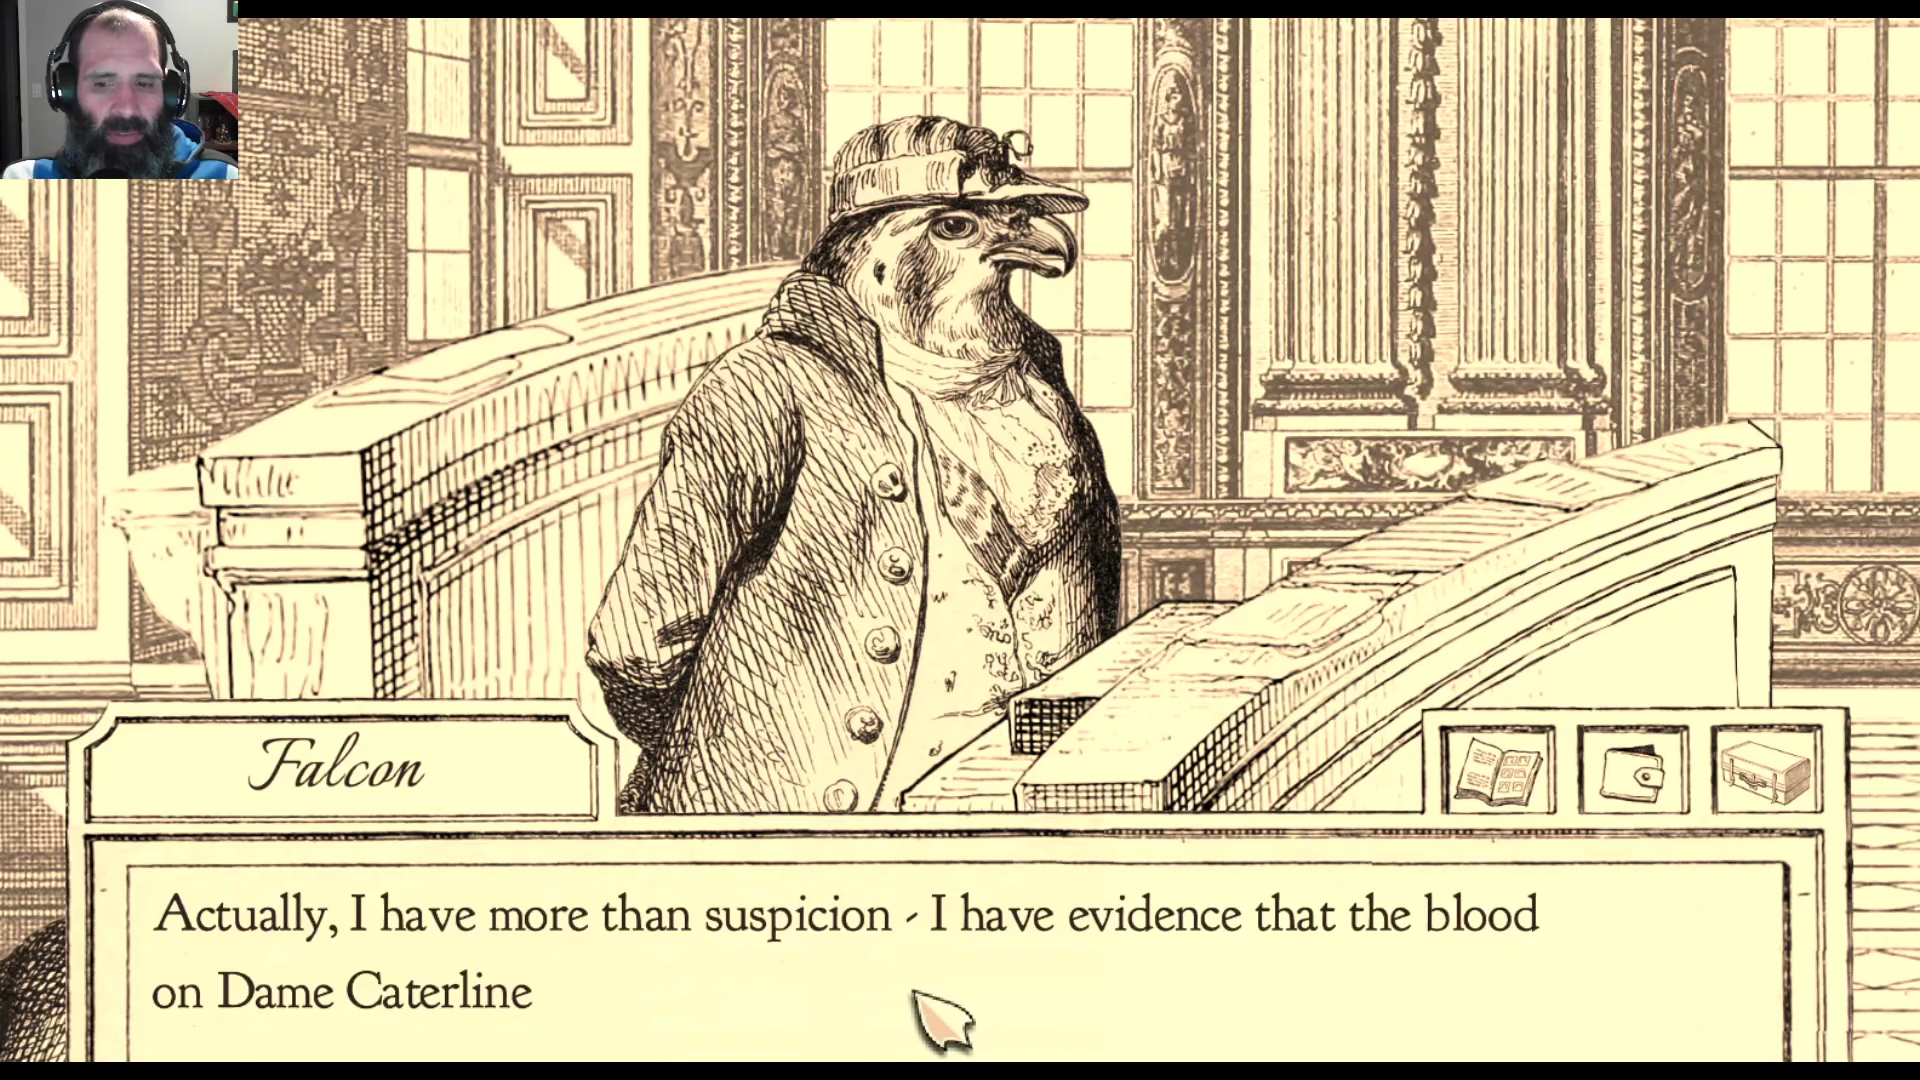 Falcon
Actually, I have more than suspicion - I have evidence that the blood
on Dame Caterline